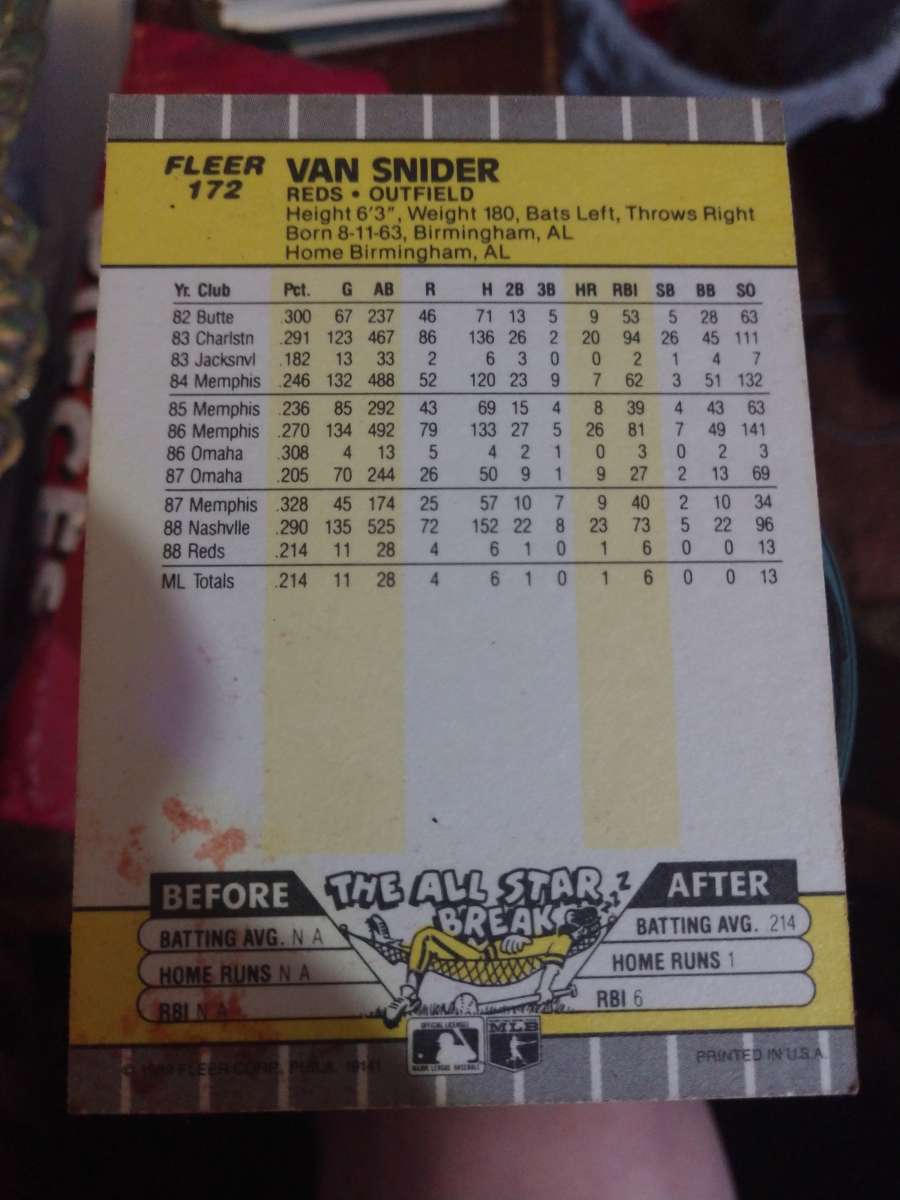 FLEER
172
VAN SNIDER
REDS • OUTFIELD
Height 6'3", Weight 180, Bats Left, Throws Right
Born 8-11-63, Birmingham, AL
Home Birmingham, AL
Yr. Club Pct. G AB R H 2B 3B HR RBI SB BB SO
82 Butte .300 67 237 46 71 13 5 9 53 5 28 63
83 Charlstn .291 123 467 86 136 26 2 20 94 26 45 111
83 Jacksnvl .182 13 33 2 6 3 0 0 2 1 4 7
84 Memphis .246 132 488 52 120 23 9 7 62 3 51 132
85 Memphis .236 85 292 43 69 15 4 8 39 4 43 63
86 Memphis .270 134 492 79 133 27 5 26 81 7 49 141
86 Omaha .308 4 13 5 4 2 1 0 3 0 2 3
87 Omaha .205 70 244 26 50 9 1 9 27 2 13 69
87 Memphis .328 45 174 25 57 10 7 9 40 2 10 34
88 Nashvlle .290 135 525 72 152 22 8 23 73 5 22 96
88 Reds .214 11 28 4 6 1 0 1 6 0 0 13
ML Totals .214 11 28 4 6 1 0 1 6 0 0 13
BEFORE
THE ALL STAR
BREAK
zzZ
AFTER
BATTING AVG. N A
HOME RUNS N A
RBI N A
BATTING AVG. .214
HOME RUNS 1
RBI 6
OFFICIAL LICENSEE
MAJOR LEAGUE BASEBALL
MLB
FLEER CORP., PHILA. 19141
PRINTED IN U.S.A.